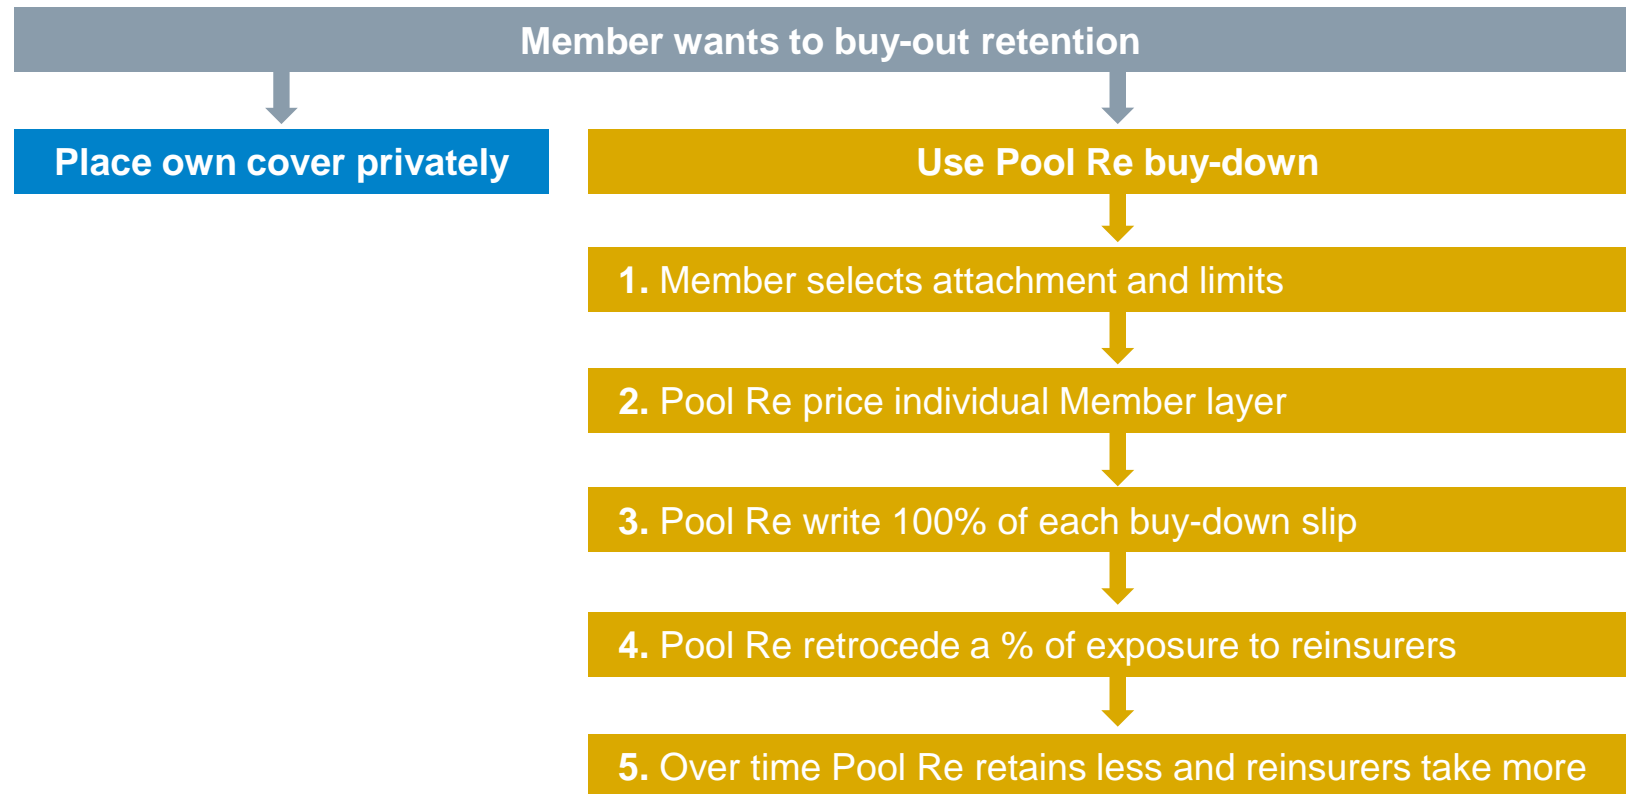 Member wants to buy-out retention
Place own cover privately
Use Pool Re buy-down
1. Member selects attachment and limits
2. Pool Re price individual Member layer
3. Pool Re write 100% of each buy-down slip
4. Pool Re retrocede a % of exposure to reinsurers
5. Over time Pool Re retains less and reinsurers take more